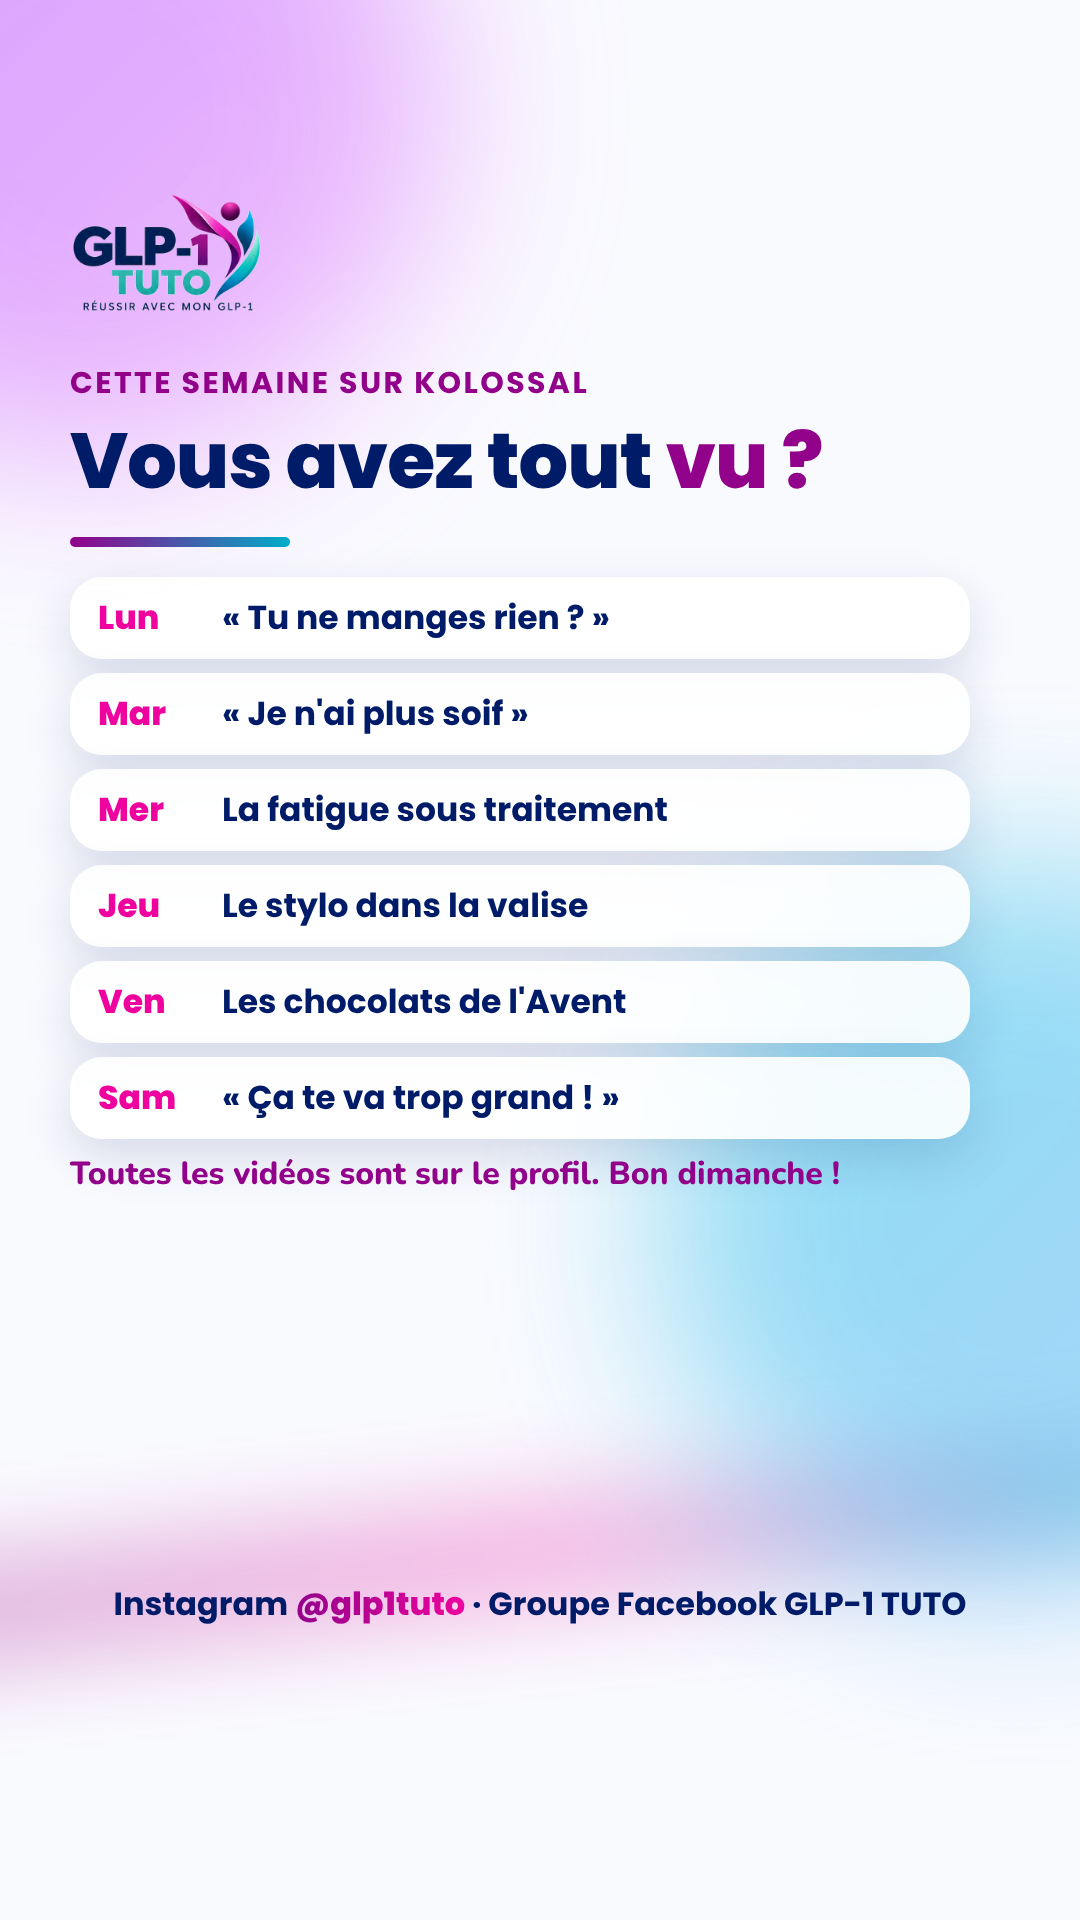 GLP-1
TUTO
RÉUSSIR AVEC MON GLP-1
CETTE SEMAINE SUR KOLOSSAL
Vous avez tout vu ?
Lun « Tu ne manges rien ? »
Mar « Je n'ai plus soif »
Mer La fatigue sous traitement
Jeu Le stylo dans la valise
Ven Les chocolats de l'Avent
Sam « Ça te va trop grand ! »
Toutes les vidéos sont sur le profil. Bon dimanche !
Instagram @glp1tuto · Groupe Facebook GLP-1 TUTO